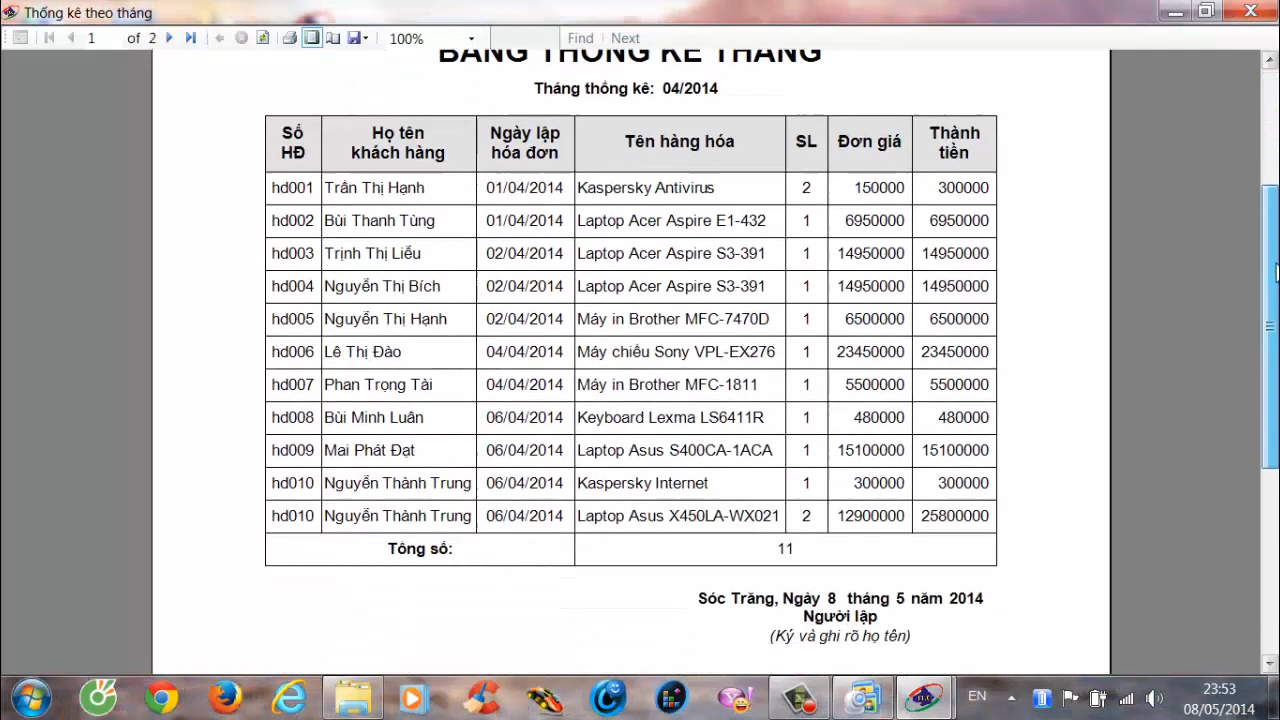 Thống kê theo tháng
1 of 2 100% Find Next
BẢNG THỐNG KÊ THÁNG
Tháng thống kê: 04/2014
Số HĐ Họ tên khách hàng Ngày lập hóa đơn Tên hàng hóa SL Đơn giá Thành tiền
hd001 Trần Thị Hạnh 01/04/2014 Kaspersky Antivirus 2 150000 300000
hd002 Bùi Thanh Tùng 01/04/2014 Laptop Acer Aspire E1-432 1 6950000 6950000
hd003 Trịnh Thị Liễu 02/04/2014 Laptop Acer Aspire S3-391 1 14950000 14950000
hd004 Nguyễn Thị Bích 02/04/2014 Laptop Acer Aspire S3-391 1 14950000 14950000
hd005 Nguyễn Thị Hạnh 02/04/2014 Máy in Brother MFC-7470D 1 6500000 6500000
hd006 Lê Thị Đào 04/04/2014 Máy chiếu Sony VPL-EX276 1 23450000 23450000
hd007 Phan Trọng Tài 04/04/2014 Máy in Brother MFC-1811 1 5500000 5500000
hd008 Bùi Minh Luân 06/04/2014 Keyboard Lexma LS6411R 1 480000 480000
hd009 Mai Phát Đạt 06/04/2014 Laptop Asus S400CA-1ACA 1 15100000 15100000
hd010 Nguyễn Thành Trung 06/04/2014 Kaspersky Internet 1 300000 300000
hd010 Nguyễn Thành Trung 06/04/2014 Laptop Asus X450LA-WX021 2 12900000 25800000
Tổng số: 11
Sóc Trăng, Ngày 8 tháng 5 năm 2014
Người lập
(Ký và ghi rõ họ tên)
EN 23:53
08/05/2014